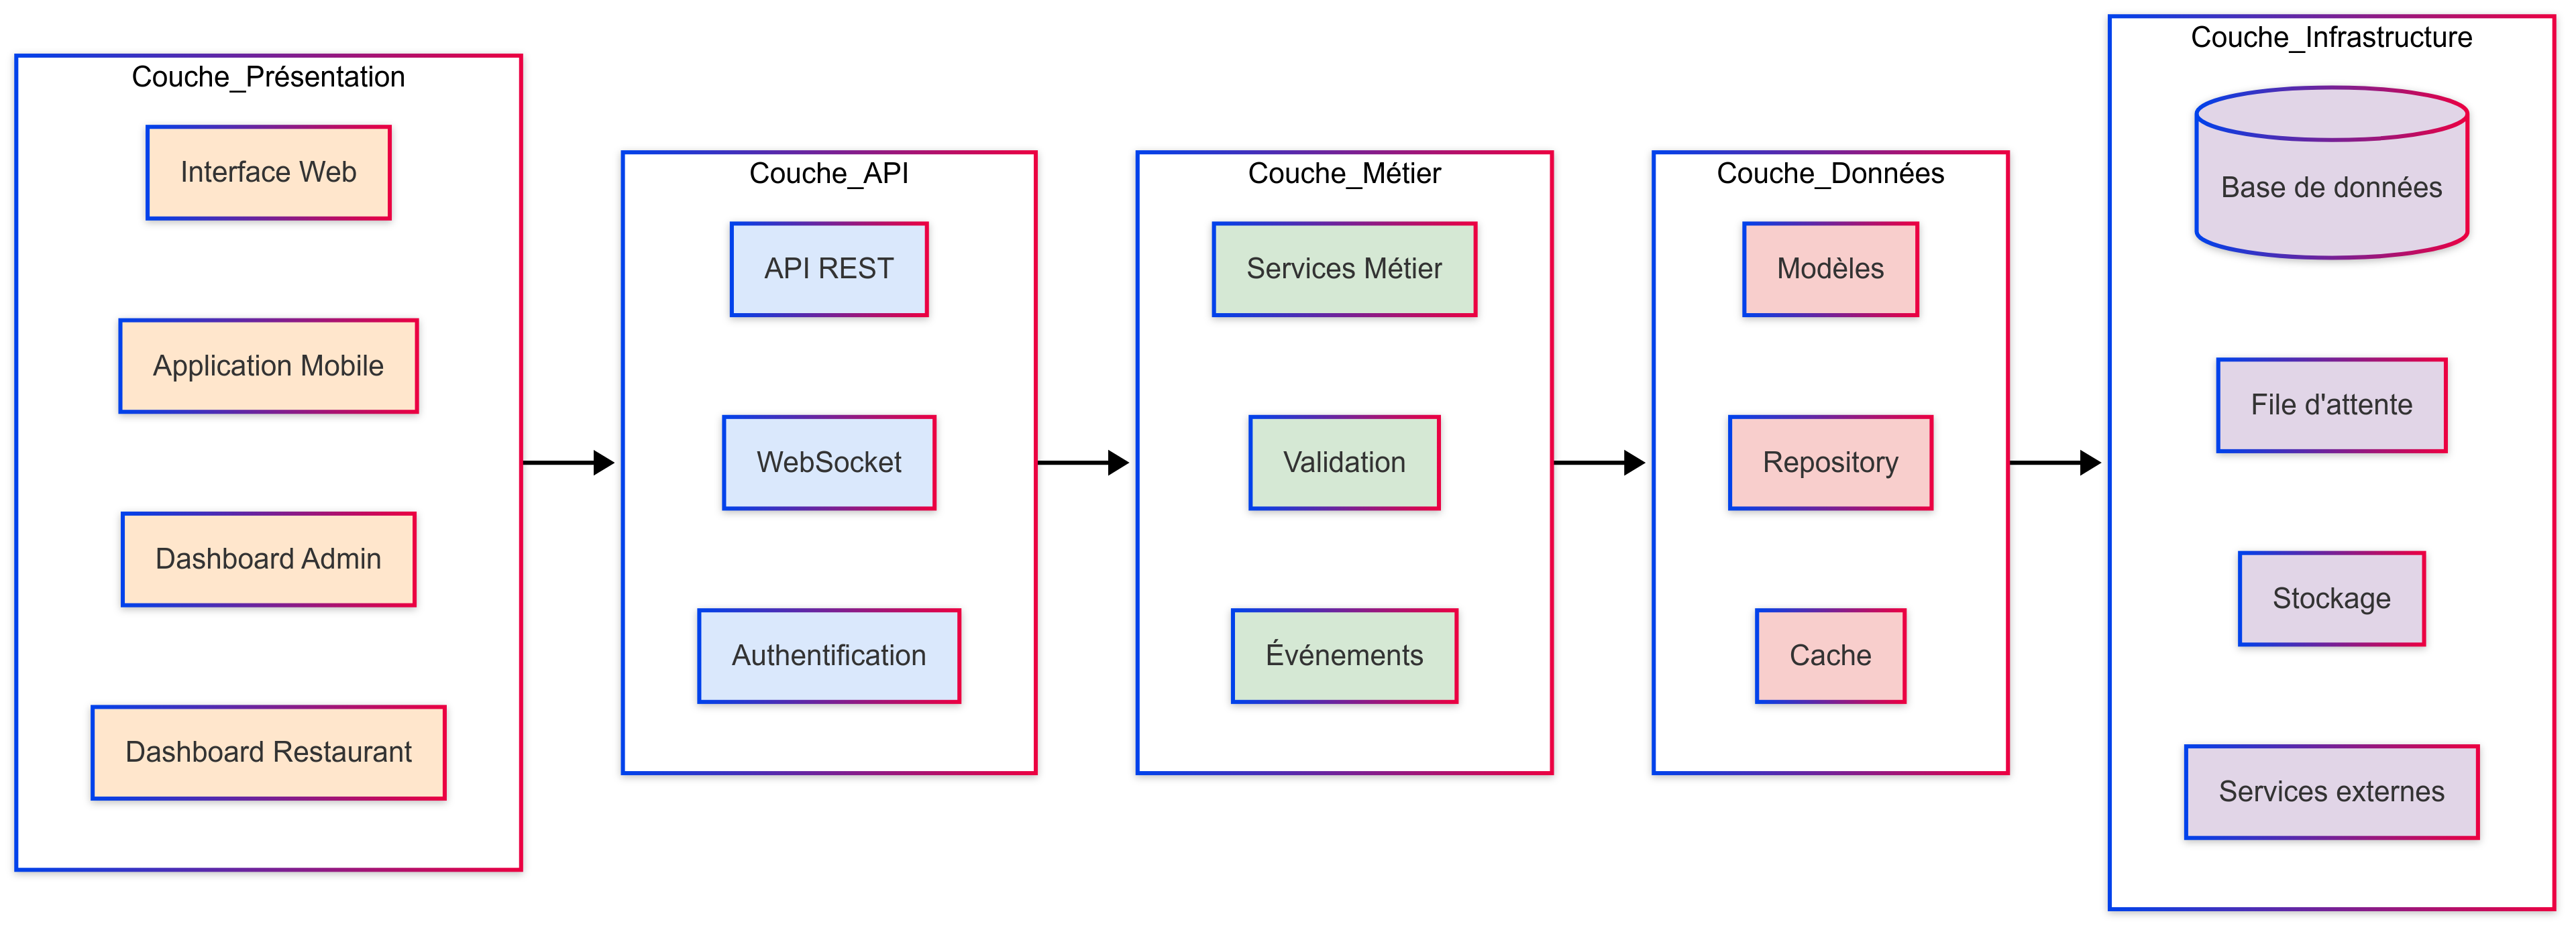 Couche_Présentation
Interface Web
Application Mobile
Dashboard Admin
Dashboard Restaurant
Couche_API
API REST
WebSocket
Authentification
Couche_Métier
Services Métier
Validation
Événements
Couche_Données
Modèles
Repository
Cache
Couche_Infrastructure
Base de données
File d'attente
Stockage
Services externes